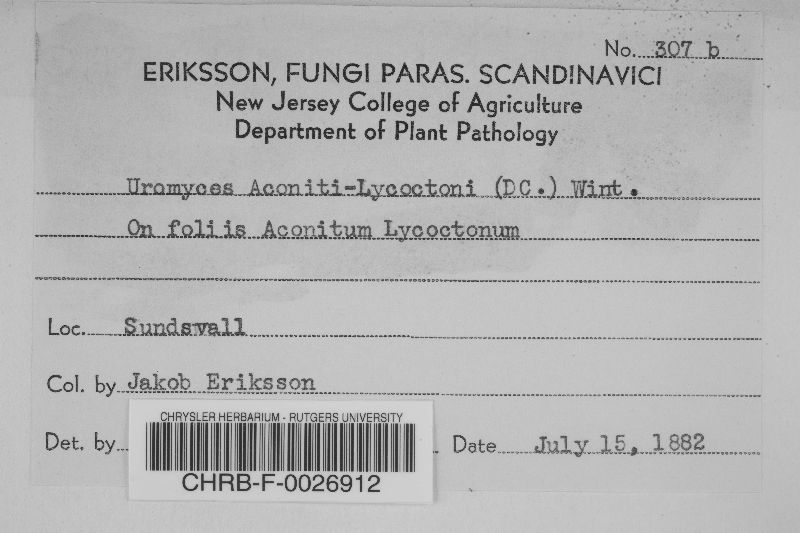 No. 307 b
ERIKSSON, FUNGI PARAS. SCANDINAVICI
New Jersey College of Agriculture
Department of Plant Pathology
Uromyces Aconiti-Lycoctoni (DC.) Wint.
On foliis Aconitum Lycoctonum
Loc. Sundsvall
Col. by Jakob Eriksson
Det. by
Date July 15, 1882
CHRYSLER HERBARIUM - RUTGERS UNIVERSITY
CHRB-F-0026912